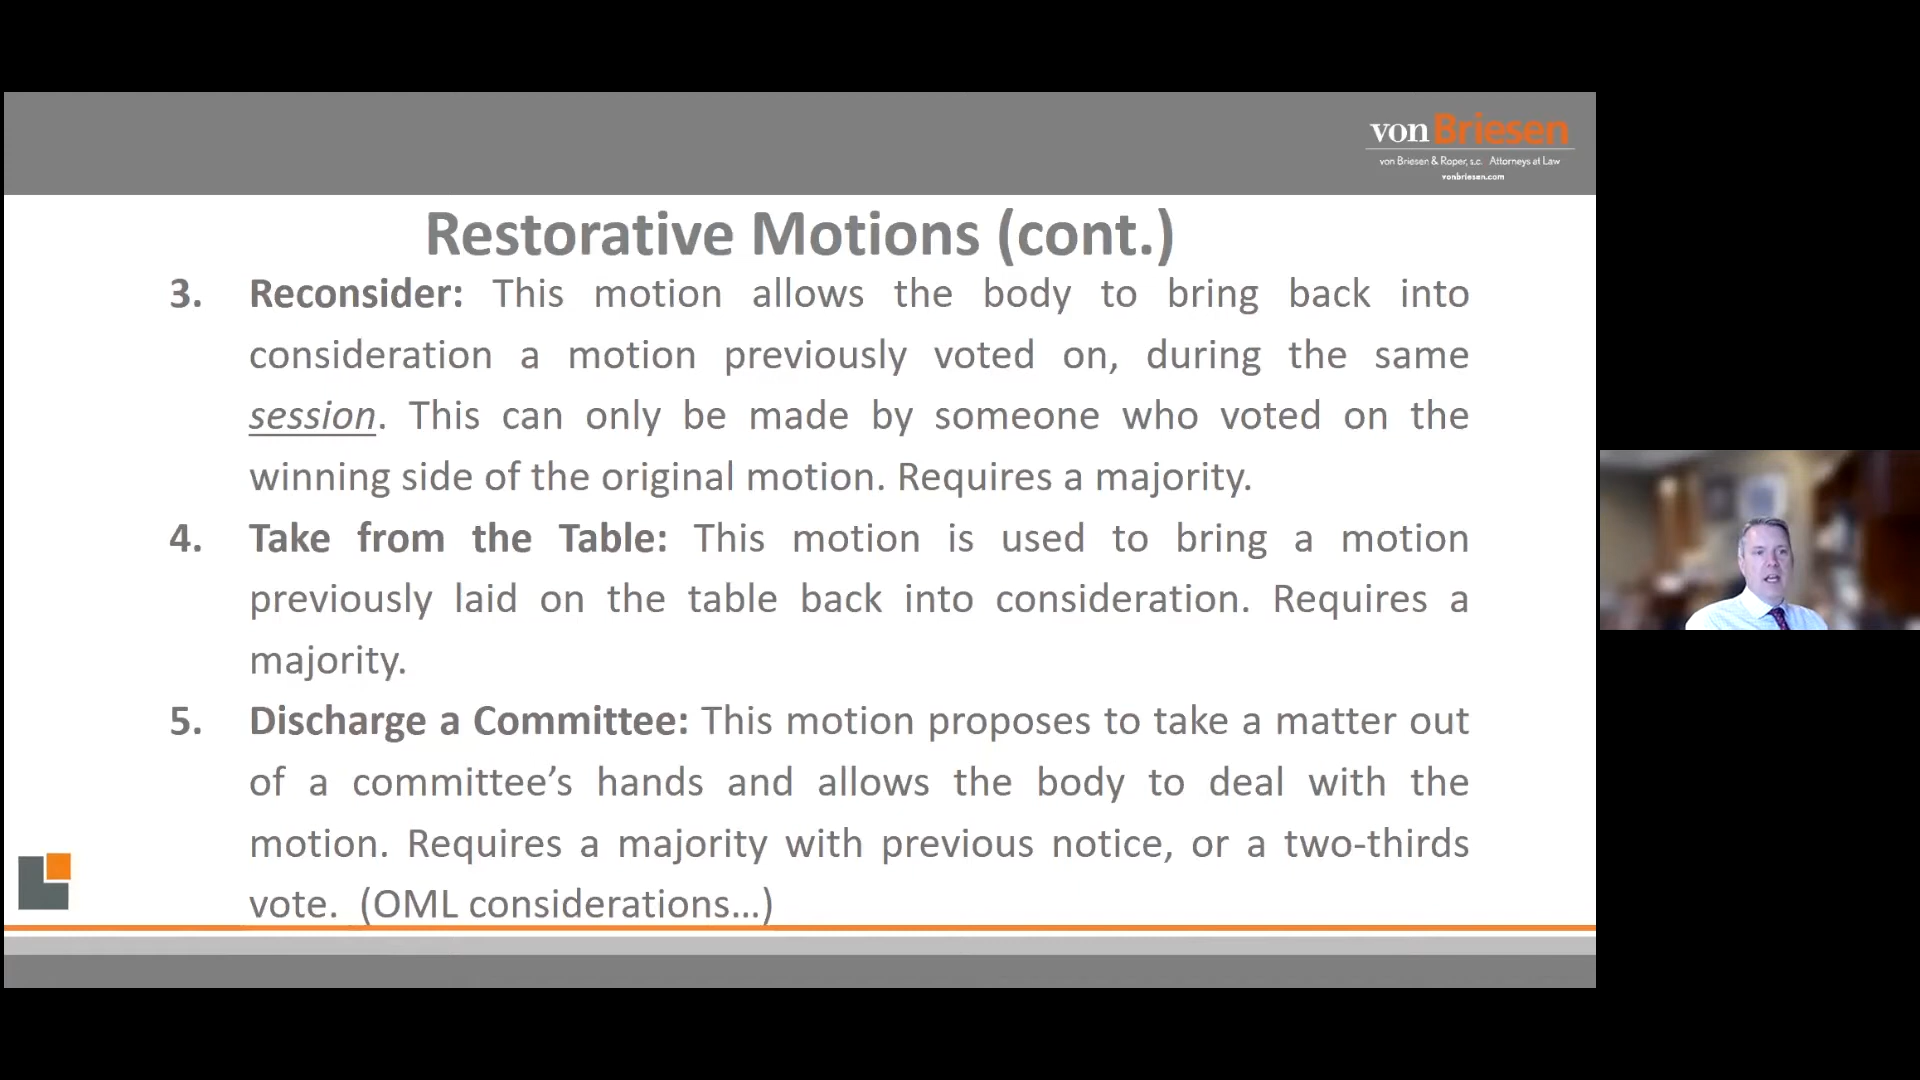 von Briesen
von Briesen & Roper, s.c. Attorneys at Law
vonbriesen.com
Restorative Motions (cont.)
3. Reconsider: This motion allows the body to bring back into
consideration a motion previously voted on, during the same
session. This can only be made by someone who voted on the
winning side of the original motion. Requires a majority.
4. Take from the Table: This motion is used to bring a motion
previously laid on the table back into consideration. Requires a
majority.
5. Discharge a Committee: This motion proposes to take a matter out
of a committee’s hands and allows the body to deal with the
motion. Requires a majority with previous notice, or a two-thirds
vote. (OML considerations…)